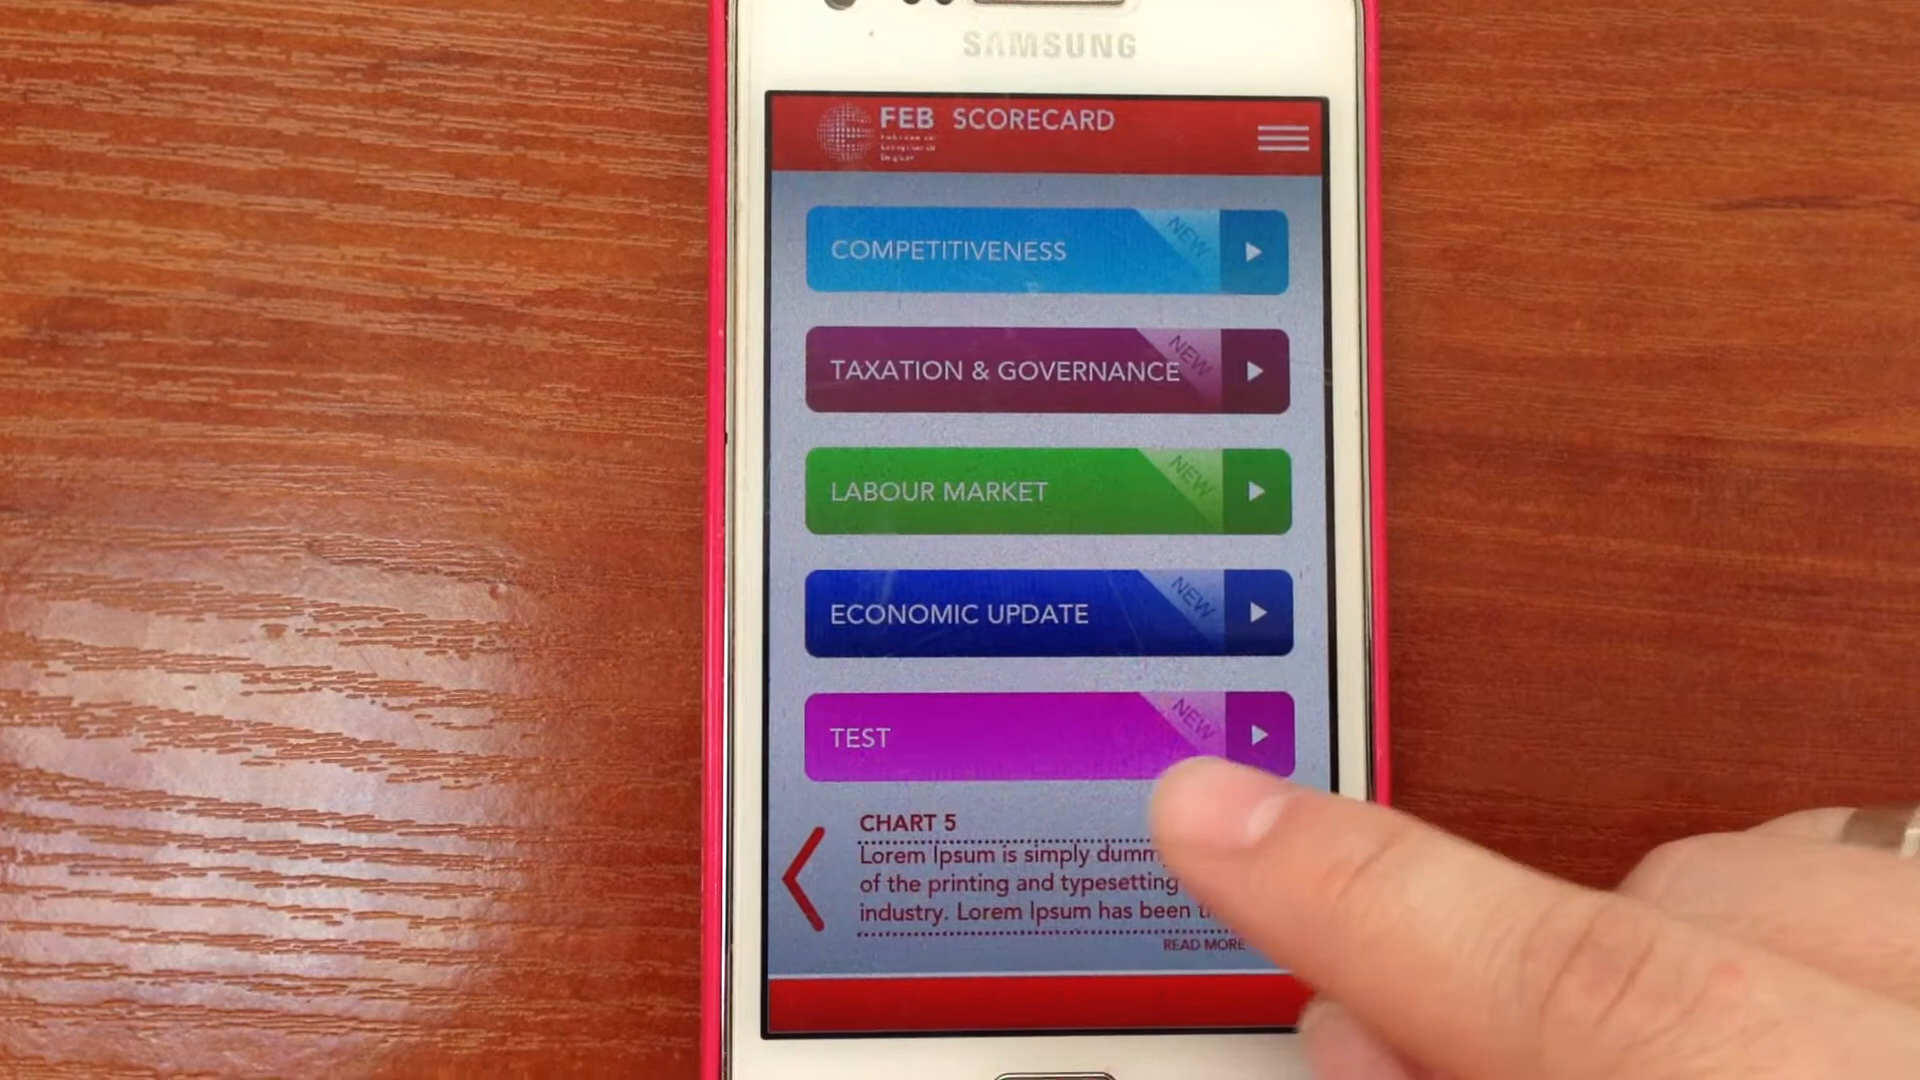 SAMSUNG
FEB SCORECARD
COMPETITIVENESS NEW
TAXATION & GOVERNANCE NEW
LABOUR MARKET NEW
ECONOMIC UPDATE NEW
TEST NEW
CHART 5
Lorem Ipsum is simply
of the printing and typesetting
industry. Lorem Ipsum has been
READ MORE